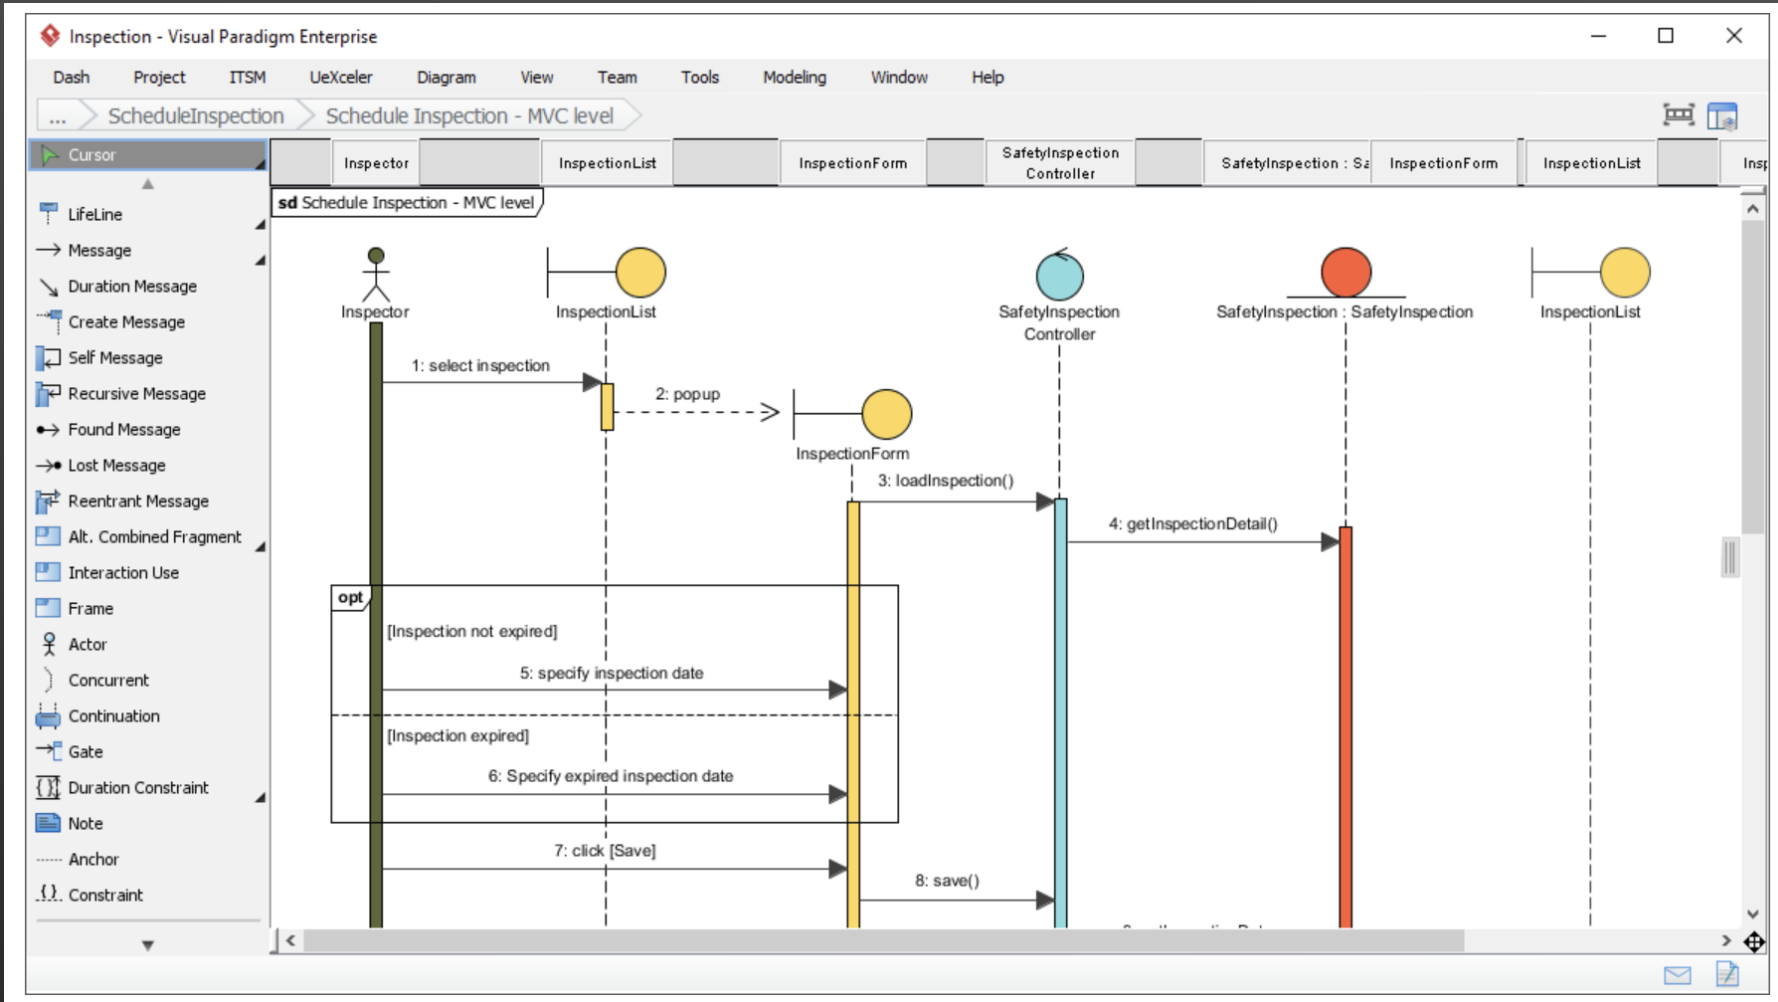 Inspection - Visual Paradigm Enterprise
Dash Project ITSM UeXceler Diagram View Team Tools Modeling Window Help
... ScheduleInspection Schedule Inspection - MVC level
Cursor
LifeLine
Message
Duration Message
Create Message
Self Message
Recursive Message
Found Message
Lost Message
Reentrant Message
Alt. Combined Fragment
Interaction Use
Frame
Actor
Concurrent
Continuation
Gate
Duration Constraint
Note
Anchor
Constraint
Inspector InspectionList InspectionForm SafetyInspection SafetyInspection : Sa InspectionForm InspectionList Insp
Controller
sd Schedule Inspection - MVC level
Inspector InspectionList SafetyInspection SafetyInspection : SafetyInspection InspectionList
Controller
1: select inspection
2: popup
InspectionForm
3: loadInspection()
4: getInspectionDetail()
opt
[Inspection not expired]
5: specify inspection date
[Inspection expired]
6: Specify expired inspection date
7: click [Save]
8: save()